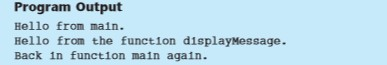 Program Output
Hello from main.
Hello from the function displayMessage.
Back in function main again.